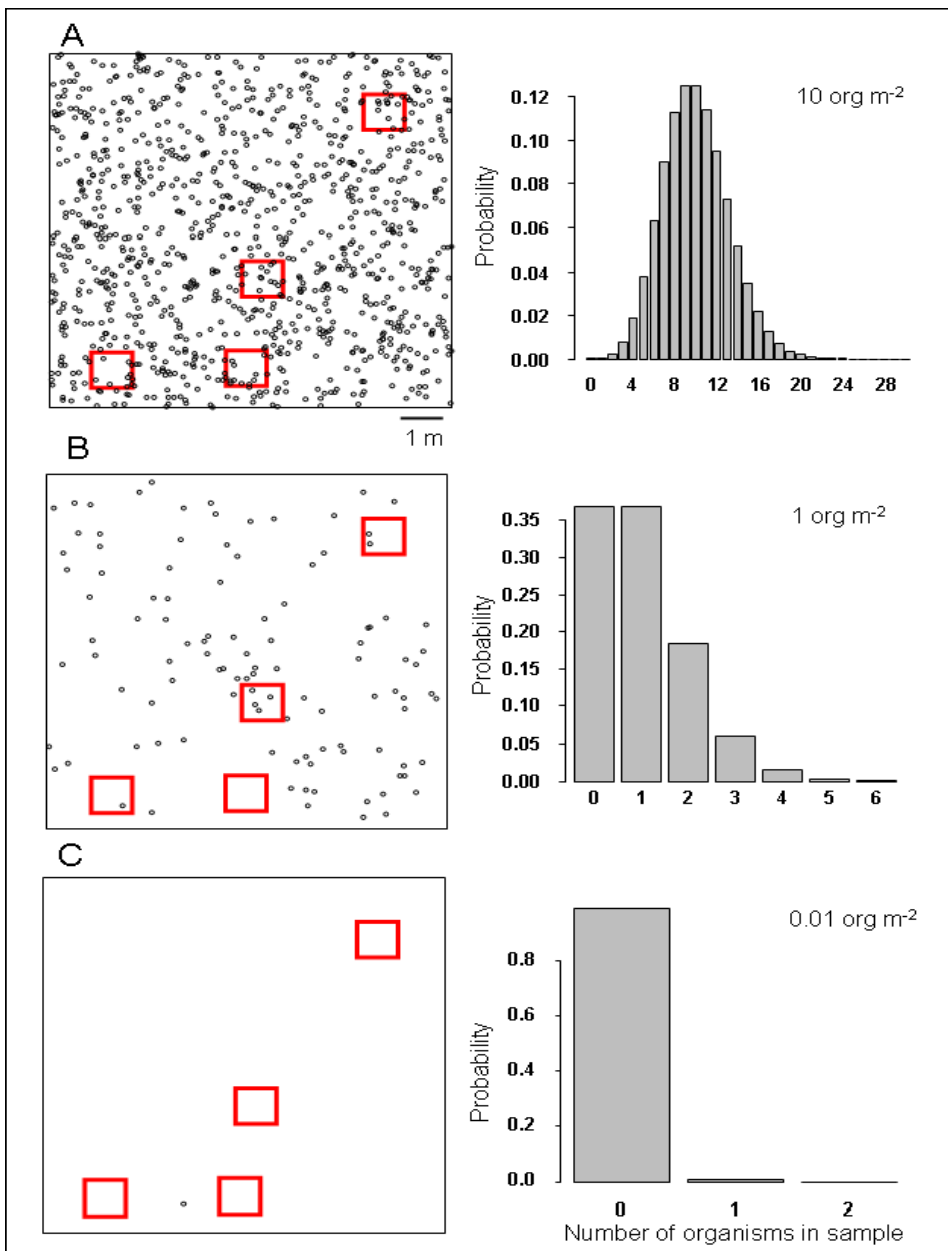 A
10 org m-2
Probability
0.12
0.10
0.08
0.06
0.04
0.02
0.00
0 4 8 12 16 20 24 28
1 m
B
1 org m-2
Probability
0.35
0.30
0.25
0.20
0.15
0.10
0.05
0.00
0 1 2 3 4 5 6
C
0.01 org m-2
Probability
0.8
0.6
0.4
0.2
0.0
0 1 2
Number of organisms in sample